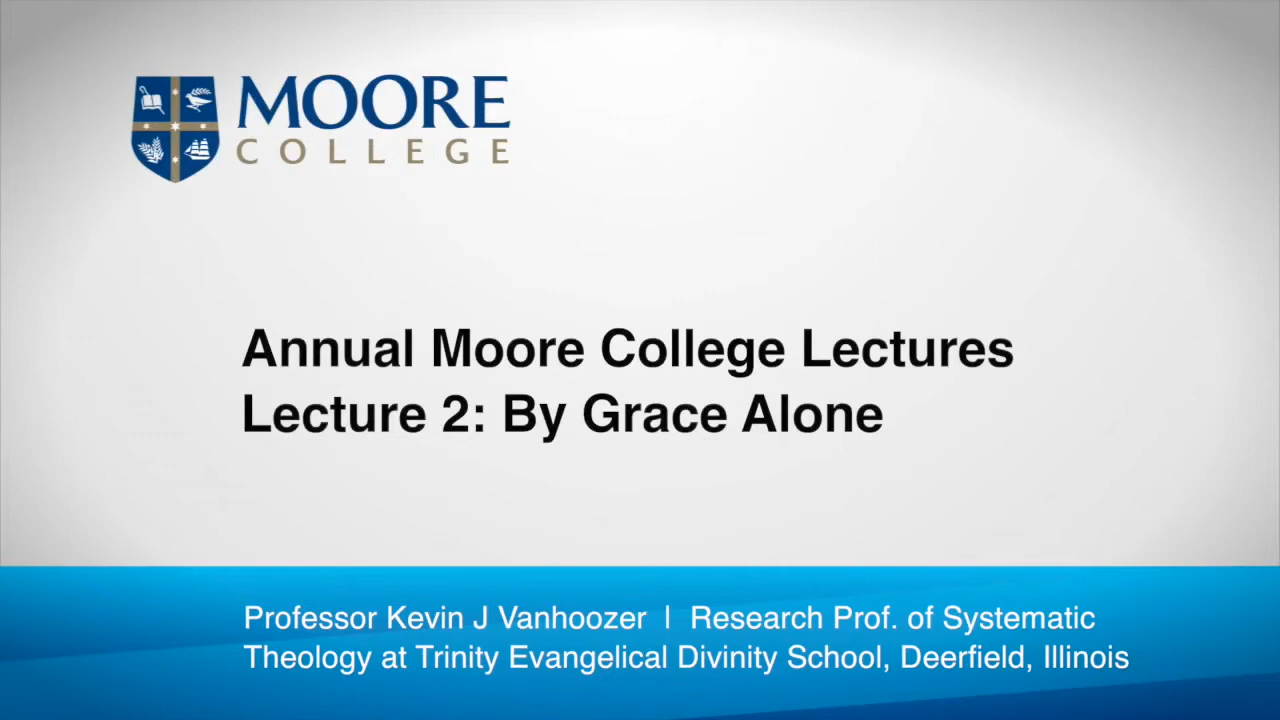 MOORE
COLLEGE
Annual Moore College Lectures
Lecture 2: By Grace Alone
Professor Kevin J Vanhoozer | Research Prof. of Systematic
Theology at Trinity Evangelical Divinity School, Deerfield, Illinois